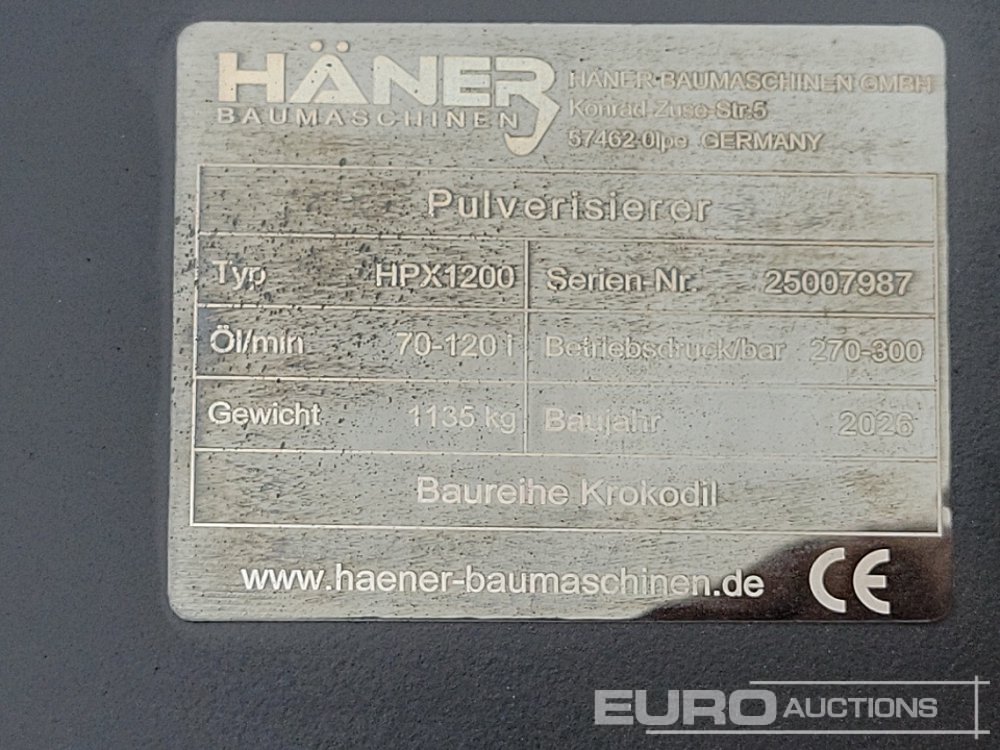 HÄNER
BAUMASCHINEN
HÄNER-BAUMASCHINEN GMBH
Konrad-Zuse-Str.5
57462 Olpe GERMANY
Pulverisierer
Typ HPX1200 Serien-Nr. 25007987
Öl/min 70-120 l Betriebsdruck/bar 270-300
Gewicht 1135 kg Baujahr 2026
Baureihe Krokodil
www.haener-baumaschinen.de CE
EURO AUCTIONS